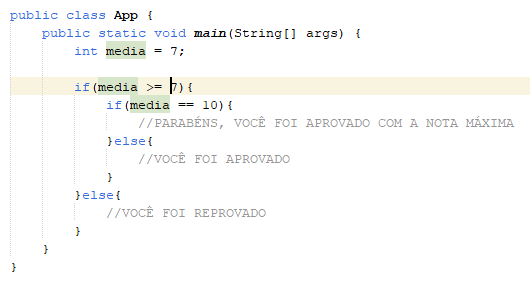 public class App {
    public static void main(String[] args) {
        int media = 7;
        if(media >= 7){
            if(media == 10){
                //PARABÉNS, VOCÊ FOI APROVADO COM A NOTA MÁXIMA
            }else{
                //VOCÊ FOI APROVADO
            }
        }else{
            //VOCÊ FOI REPROVADO
        }
    }
}